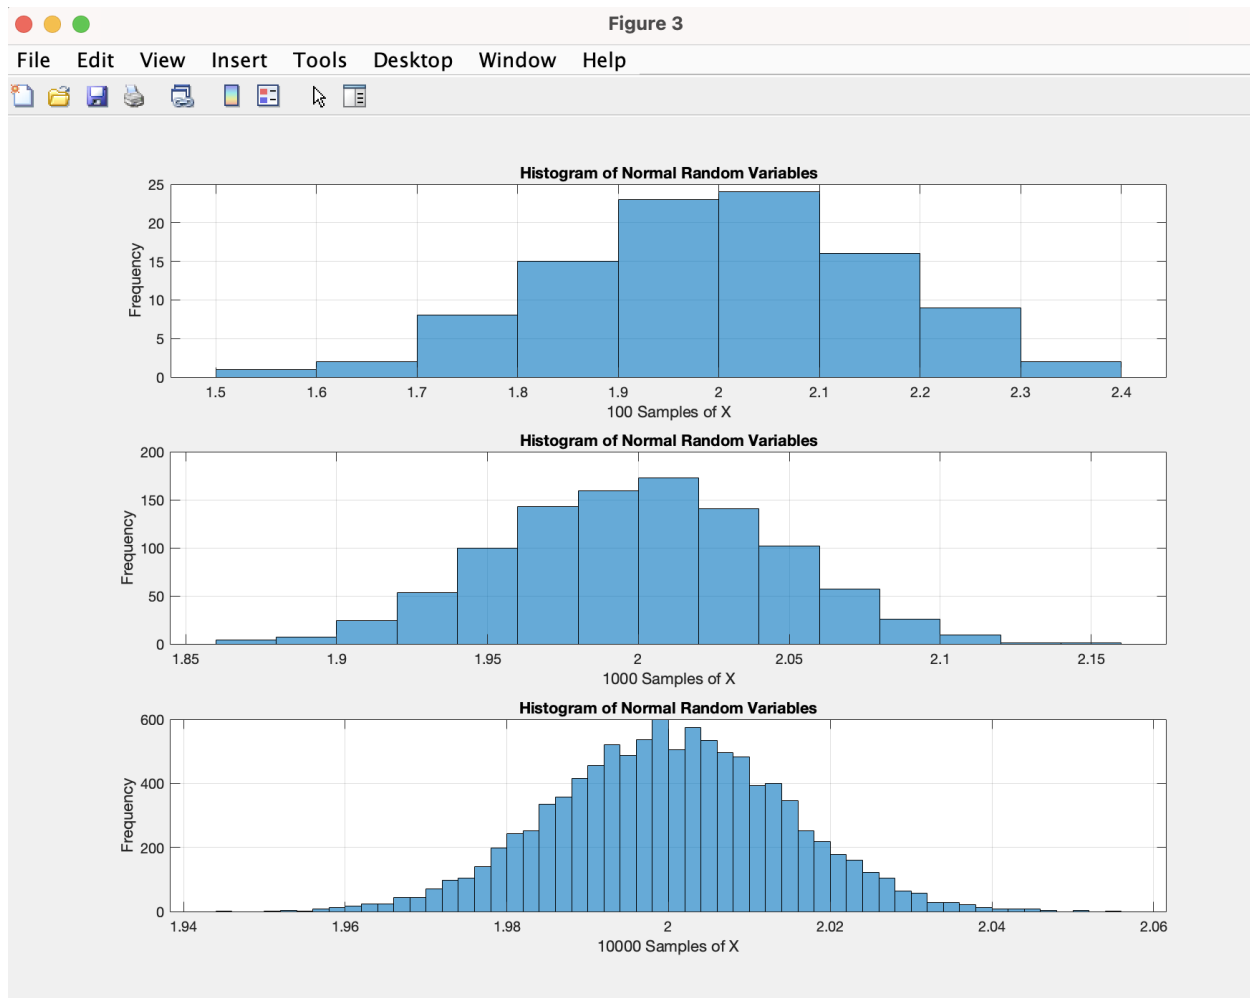 Figure 3
File Edit View Insert Tools Desktop Window Help
Histogram of Normal Random Variables
25
20
15
10
5
0
Frequency
1.5 1.6 1.7 1.8 1.9 2 2.1 2.2 2.3 2.4
100 Samples of X
Histogram of Normal Random Variables
200
150
100
50
0
Frequency
1.85 1.9 1.95 2 2.05 2.1 2.15
1000 Samples of X
Histogram of Normal Random Variables
600
400
200
0
Frequency
1.94 1.96 1.98 2 2.02 2.04 2.06
10000 Samples of X